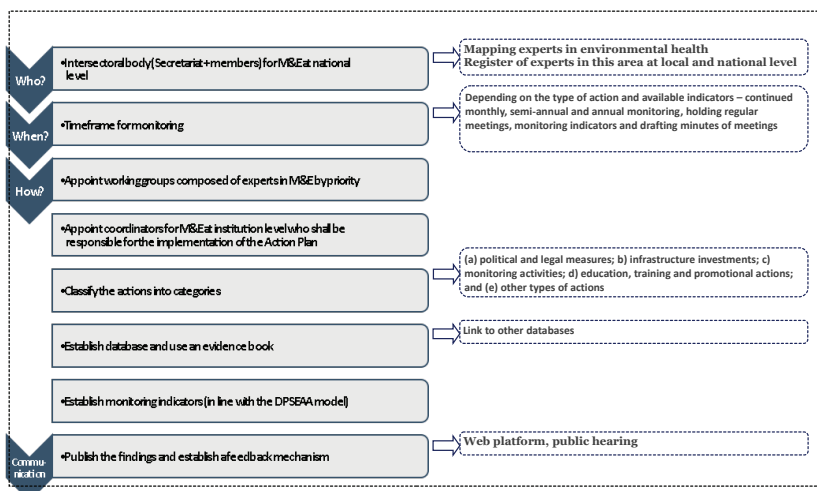 Who?
•Intersectoral body (Secretariat + members) for M&E at national
level
Mapping experts in environmental health
Register of experts in this area at local and national level
When?
•Timeframe for monitoring
Depending on the type of action and available indicators – continued
monthly, semi-annual and annual monitoring, holding regular
meetings, monitoring indicators and drafting minutes of meetings
How?
•Appoint working groups composed of experts in M&E by priority
•Appoint coordinators for M&E at institution level who shall be
responsible for the implementation of the Action Plan
•Classify the actions into categories
(a) political and legal measures; b) infrastructure investments; c)
monitoring activities; d) education, training and promotional actions;
and (e) other types of actions
•Establish database and use an evidence book
Link to other databases
•Establish monitoring indicators (in line with the DPSEAA model)
Commu-
nication
•Publish the findings and establish a feedback mechanism
Web platform, public hearing